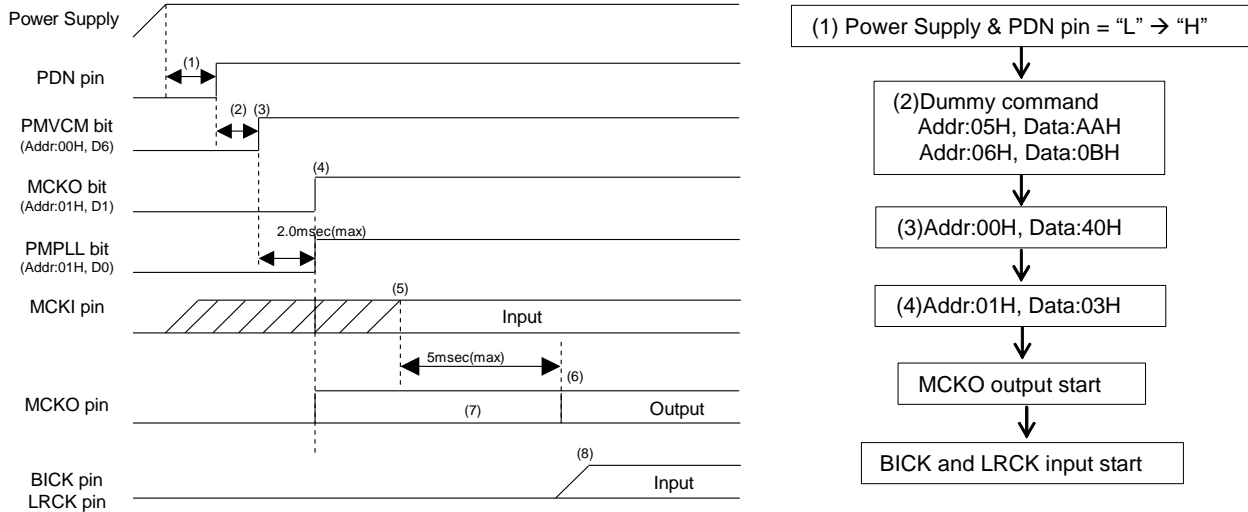 Power Supply
(1)
PDN pin
(2)
(3)
PMVCM bit
(Addr:00H, D6)
(4)
MCKO bit
(Addr:01H, D1)
2.0msec(max)
PMPLL bit
(Addr:01H, D0)
(5)
MCKI pin
Input
5msec(max)
(6)
MCKO pin
(7)
Output
(8)
BICK pin
LRCK pin
Input
(1) Power Supply & PDN pin = “L” → “H”
(2)Dummy command
Addr:05H, Data:AAH
Addr:06H, Data:0BH
(3)Addr:00H, Data:40H
(4)Addr:01H, Data:03H
MCKO output start
BICK and LRCK input start